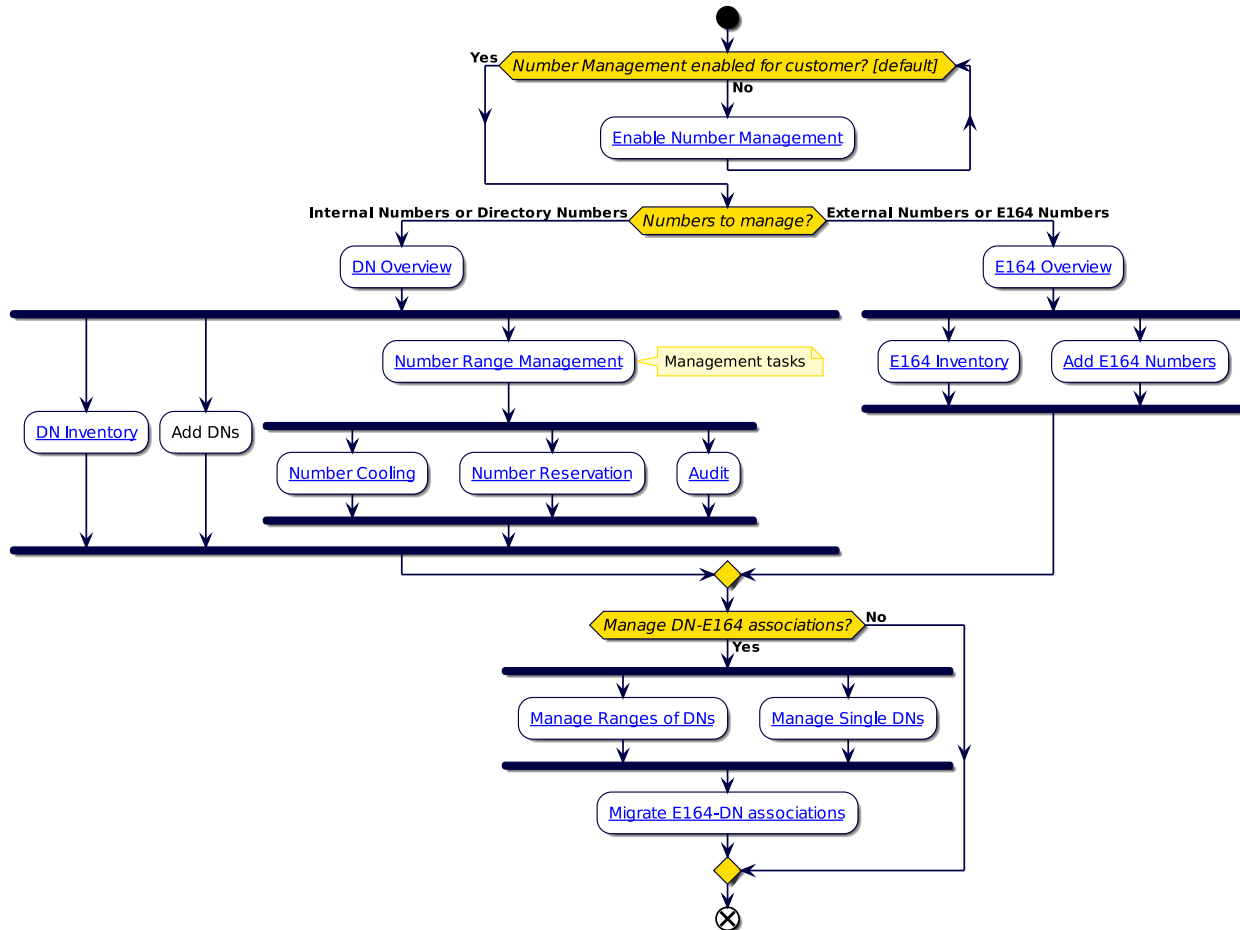 Yes
Number Management enabled for customer? [default]
No
Enable Number Management
Internal Numbers or Directory Numbers
Numbers to manage?
External Numbers or E164 Numbers
DN Overview
E164 Overview
Number Range Management
Management tasks
E164 Inventory
Add E164 Numbers
DN Inventory
Add DNs
Number Cooling
Number Reservation
Audit
Manage DN-E164 associations?
No
Yes
Manage Ranges of DNs
Manage Single DNs
Migrate E164-DN associations